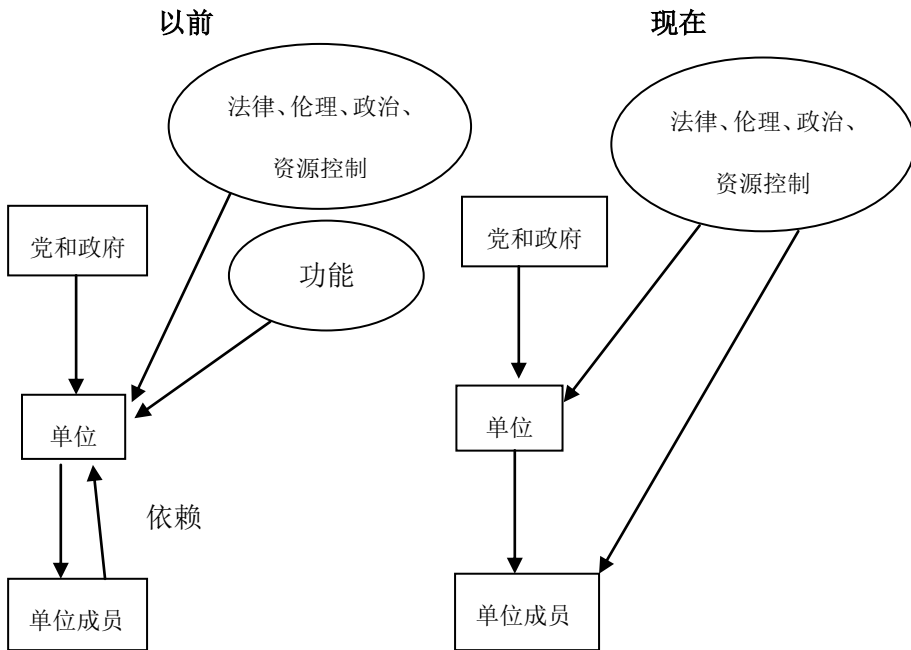 以前
法律、伦理、政治、
资源控制
党和政府
功能
单位
依赖
单位成员
现在
法律、伦理、政治、
资源控制
党和政府
单位
单位成员